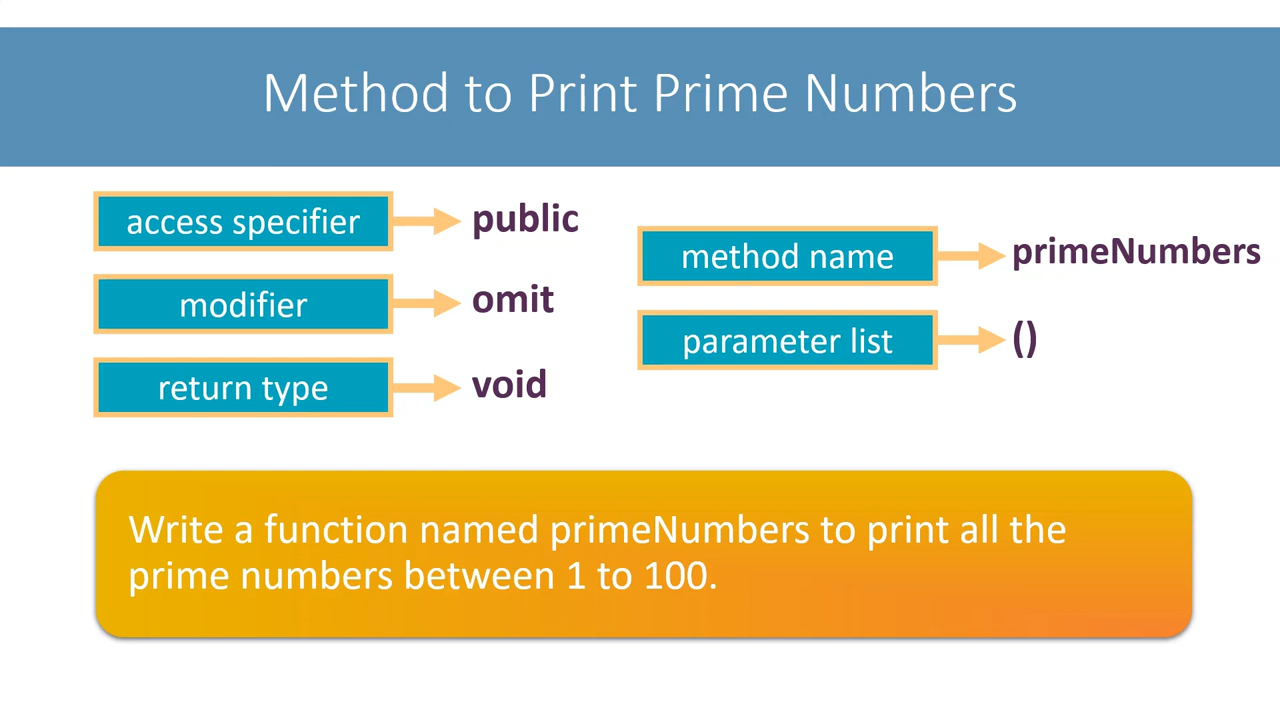 Method to Print Prime Numbers
access specifier
public
modifier
omit
return type
void
method name
primeNumbers
parameter list
()
Write a function named primeNumbers to print all the
prime numbers between 1 to 100.